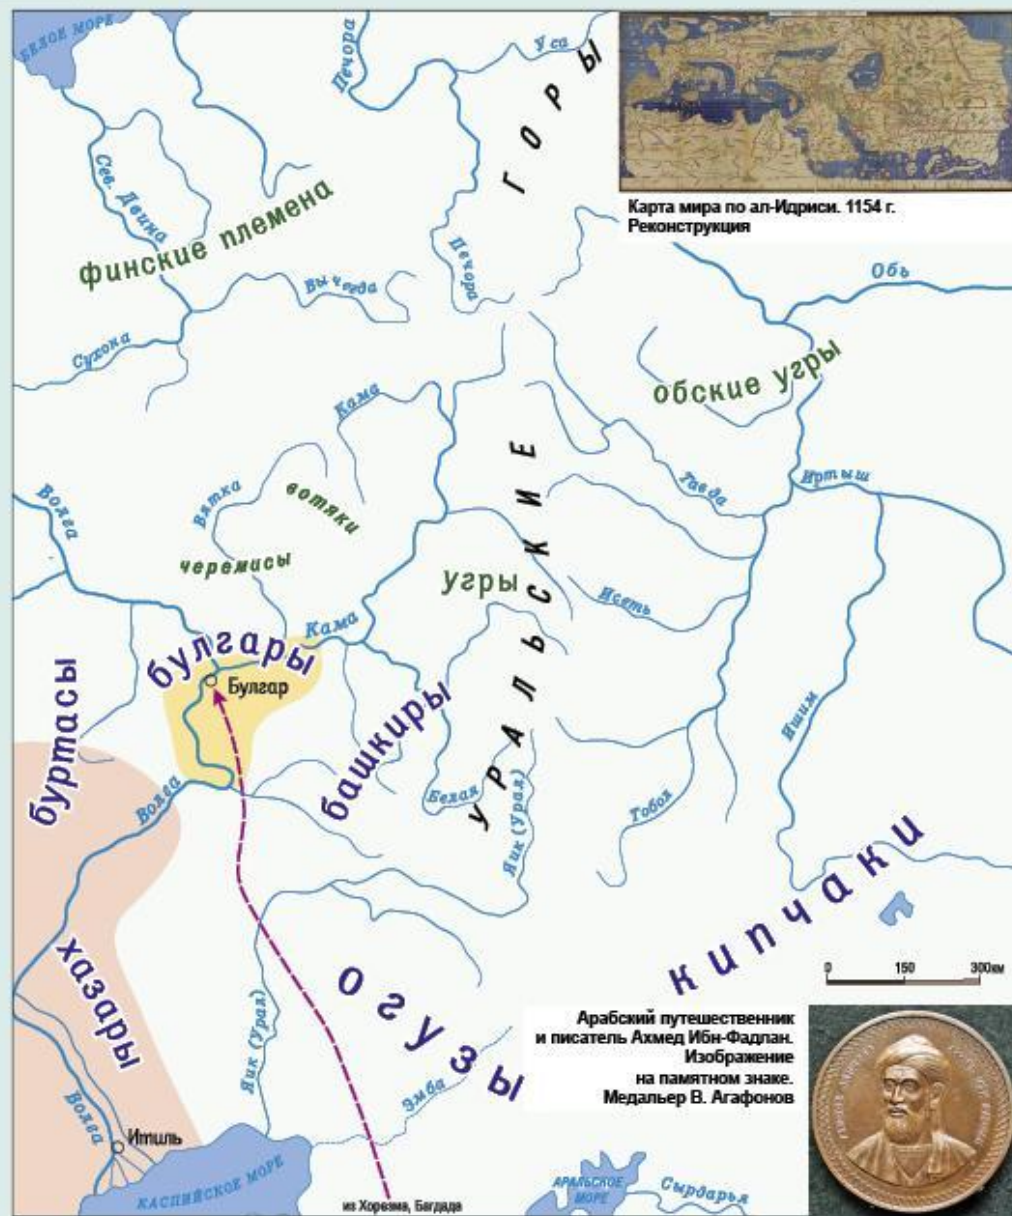 БЕЛОЕ МОРЕ
Печора
Уса
Карта мира по ал-Идриси. 1154 г.
Реконструкция
Сев. Двина
финские племена
Печора
Вычегда
Обь
Сухона
обские угры
Кама
Тавда
Иртыш
Волга
Вятка
вотяки
черемисы
угры
Исеть
УРАЛЬСКИЕ ГОРЫ
Кама
булгары
Булгар
буртасы
башкиры
Ишим
Волга
Белая
Яик (Урал)
Тобол
кипчаки
хазары
огузы
0 150 300км
Яик (Урал)
Эмба
Арабский путешественник
и писатель Ахмед Ибн-Фадлан.
Изображение
на памятном знаке.
Медальер В. Агафонов
Волга
Итиль
КАСПИЙСКОЕ МОРЕ
из Хорезма, Багдада
АРАЛЬСКОЕ
МОРЕ
Сырдарья